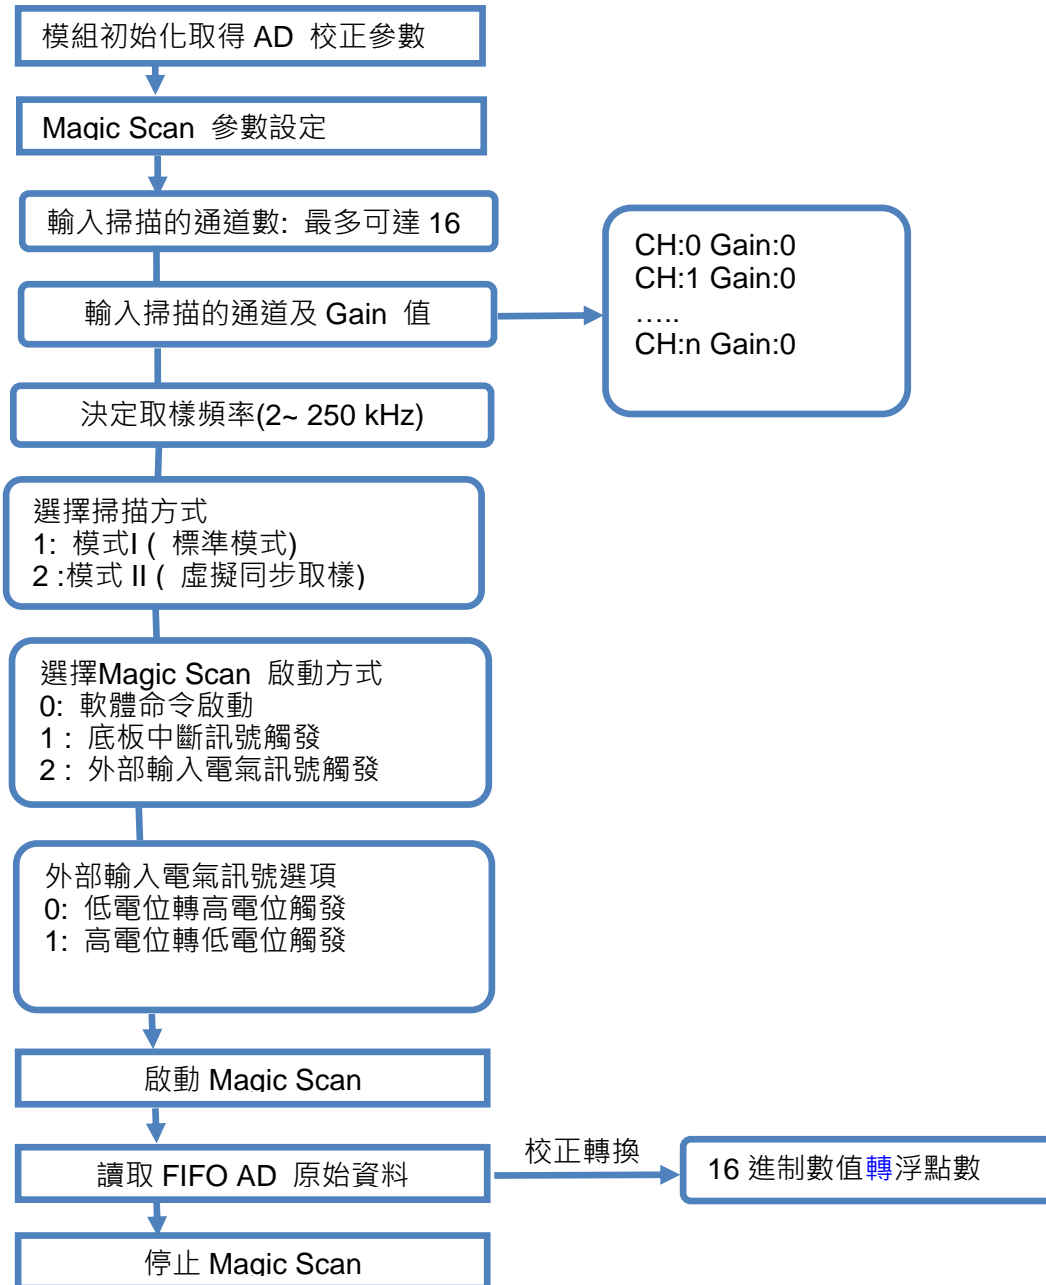 模組初始化取得 AD 校正參數
Magic Scan 參數設定
輸入掃描的通道數: 最多可達 16
輸入掃描的通道及 Gain 值
CH:0 Gain:0
CH:1 Gain:0
…..
CH:n Gain:0
決定取樣頻率(2~ 250 kHz)
選擇掃描方式
1: 模式I ( 標準模式)
2 :模式 II ( 虛擬同步取樣)
選擇Magic Scan 啟動方式
0: 軟體命令啟動
1 : 底板中斷訊號觸發
2 : 外部輸入電氣訊號觸發
外部輸入電氣訊號選項
0: 低電位轉高電位觸發
1: 高電位轉低電位觸發
啟動 Magic Scan
讀取 FIFO AD 原始資料
校正轉換
16 進制數值轉浮點數
停止 Magic Scan